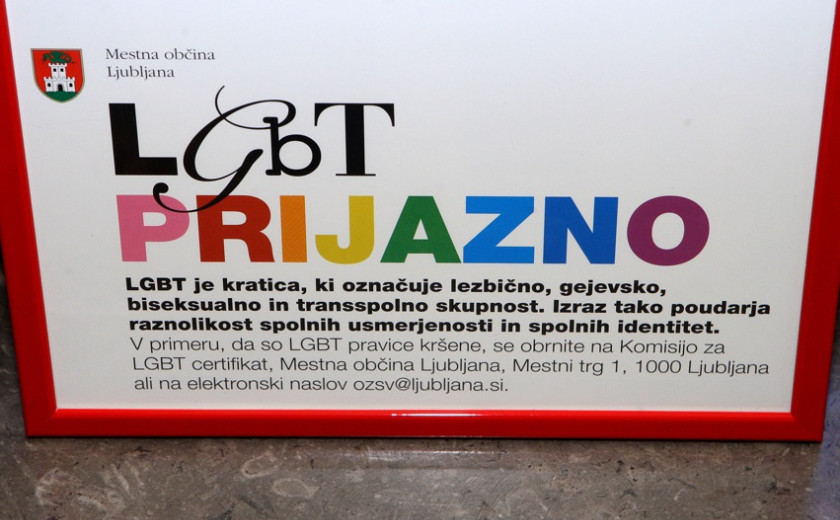 Mestna občina
Ljubljana
LGbT
PRIJAZNO
LGBT je kratica, ki označuje lezbično, gejevsko,
biseksualno in transspolno skupnost. Izraz tako poudarja
raznolikost spolnih usmerjenosti in spolnih identitet.
V primeru, da so LGBT pravice kršene, se obrnite na Komisijo za
LGBT certifikat, Mestna občina Ljubljana, Mestni trg 1, 1000 Ljubljana
ali na elektronski naslov ozsv@ljubljana.si.